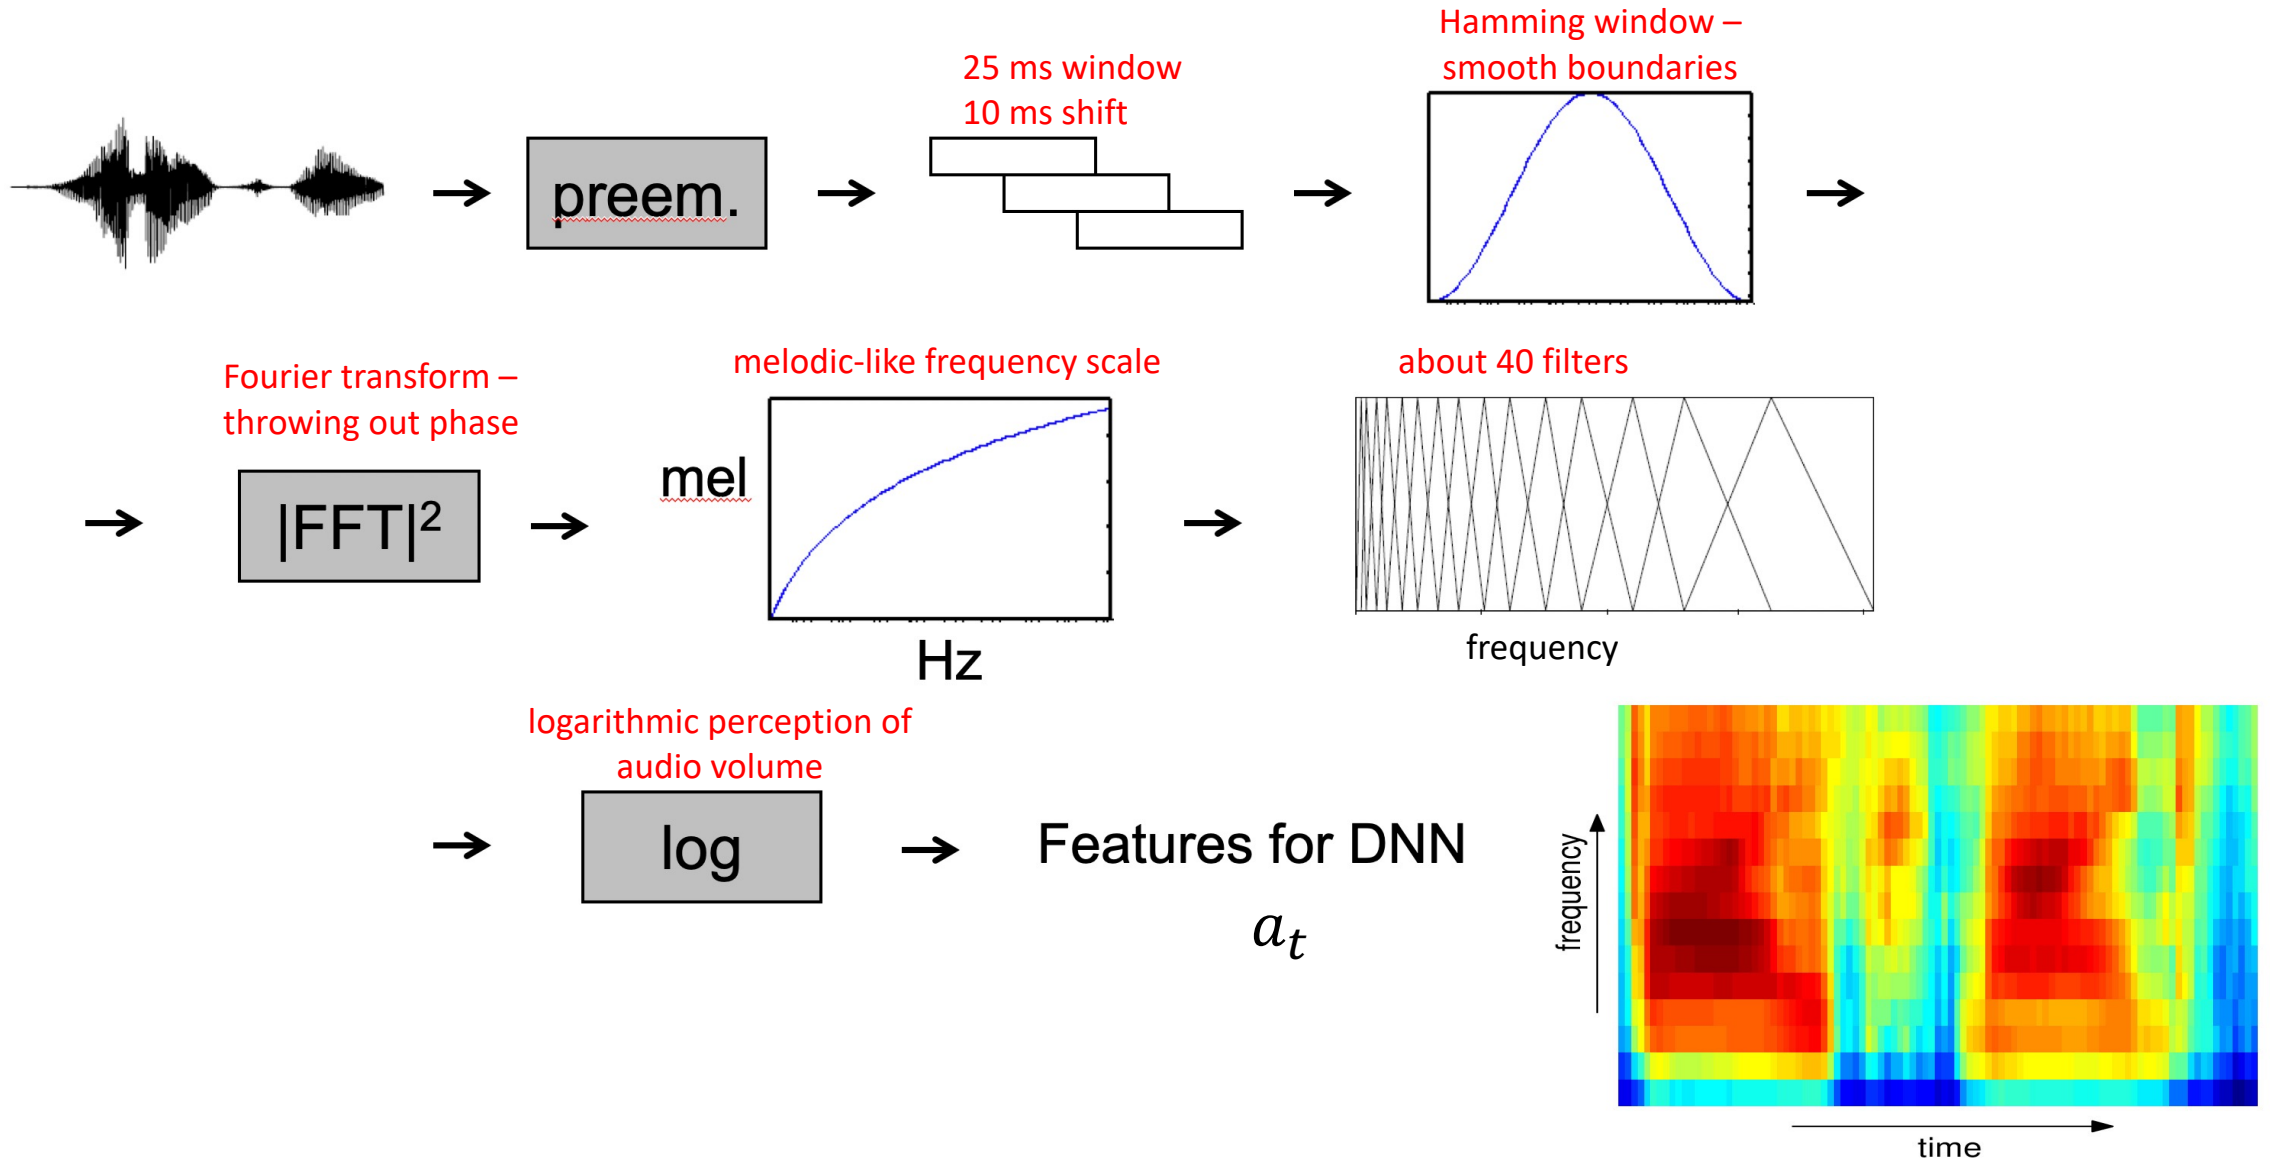 Hamming window –
smooth boundaries
25 ms window
10 ms shift
preem.
Fourier transform –
throwing out phase
|FFT|²
melodic-like frequency scale
mel
Hz
about 40 filters
frequency
logarithmic perception of
audio volume
log
Features for DNN
aₜ
frequency
time